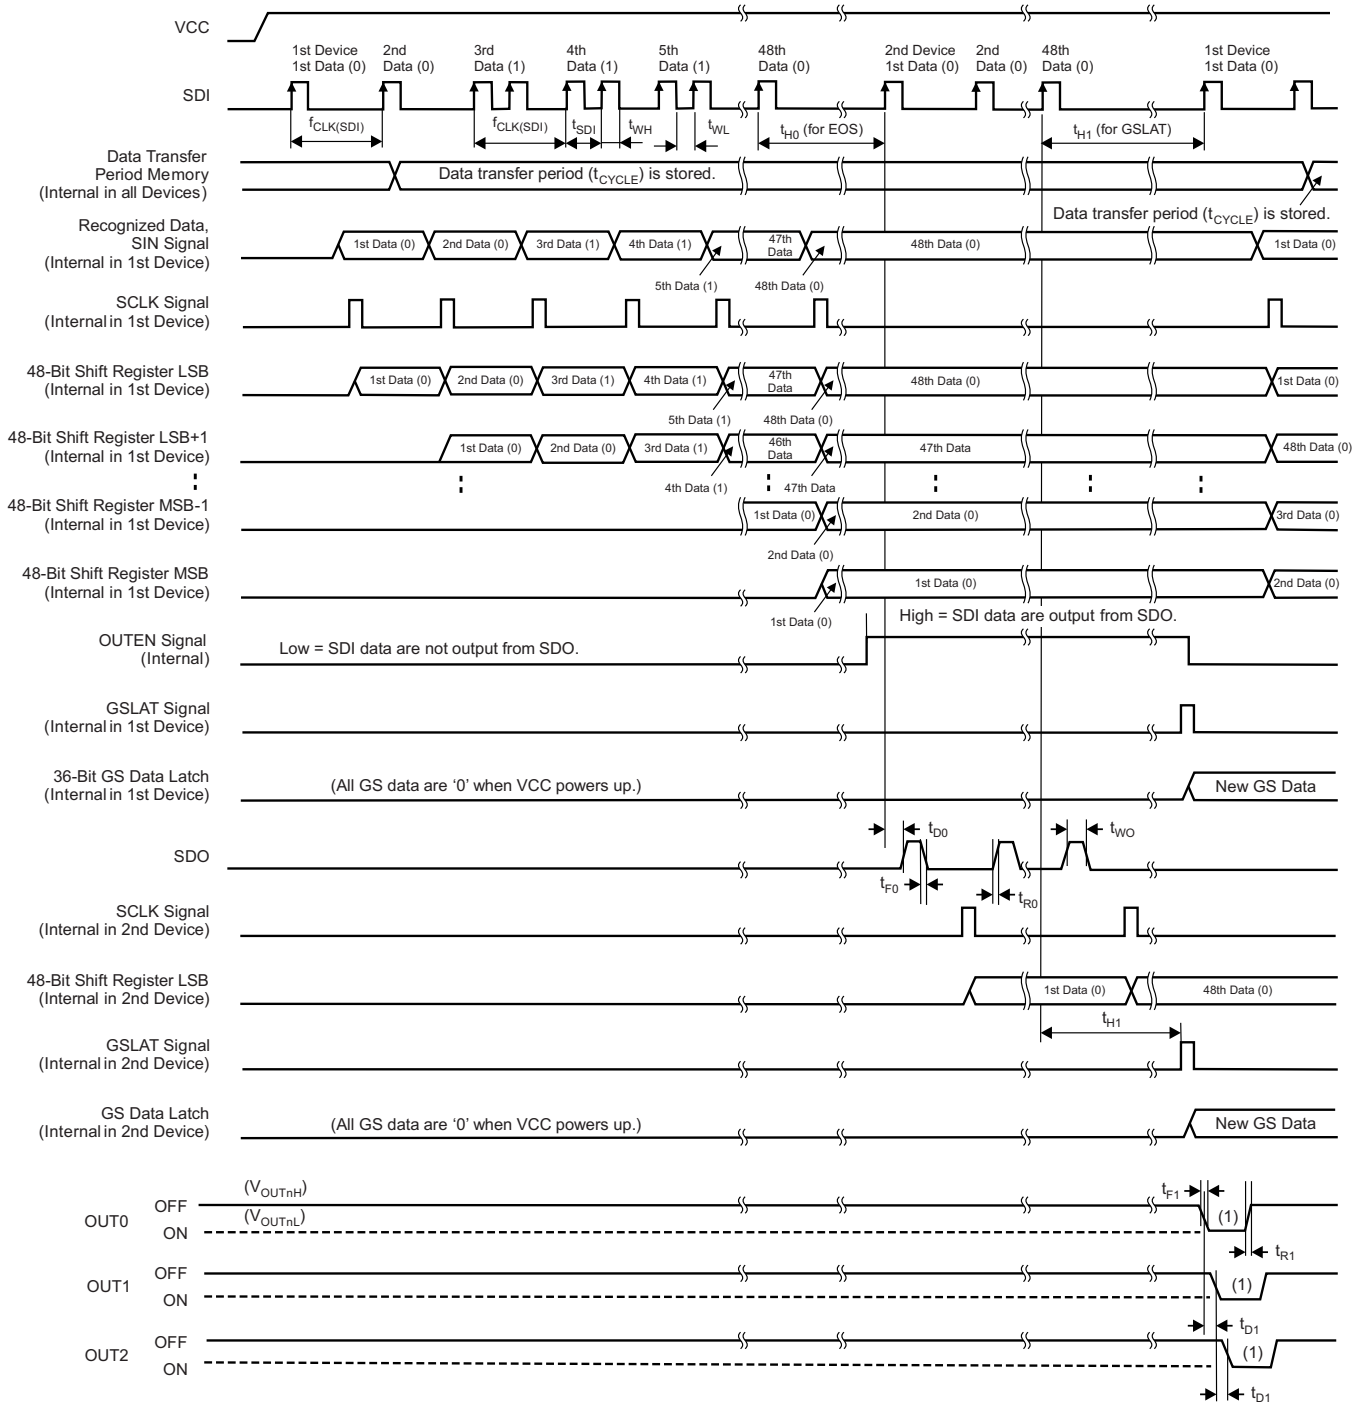 VCC
1st Device
1st Data (0)
2nd
Data (0)
3rd
Data (1)
4th
Data (1)
5th
Data (1)
48th
Data (0)
2nd Device
1st Data (0)
2nd
Data (0)
48th
Data (0)
1st Device
1st Data (0)
SDI
fCLK(SDI)
fCLK(SDI)
tSDI
tWH
tWL
tH0 (for EOS)
tH1 (for GSLAT)
Data Transfer
Period Memory
(Internal in all Devices)
Data transfer period (tCYCLE) is stored.
Data transfer period (tCYCLE) is stored.
Recognized Data,
SIN Signal
(Internal in 1st Device)
1st Data (0)
2nd Data (0)
3rd Data (1)
4th Data (1)
47th
Data
48th Data (0)
1st Data (0)
5th Data (1)
48th Data (0)
SCLK Signal
(Internal in 1st Device)
48-Bit Shift Register LSB
(Internal in 1st Device)
1st Data (0)
2nd Data (0)
3rd Data (1)
4th Data (1)
47th
Data
48th Data (0)
1st Data (0)
5th Data (1)
48th Data (0)
48-Bit Shift Register LSB+1
(Internal in 1st Device)
1st Data (0)
2nd Data (0)
3rd Data (1)
46th
Data
47th Data
48th Data (0)
4th Data (1)
47th Data
48-Bit Shift Register MSB-1
(Internal in 1st Device)
1st Data (0)
2nd Data (0)
3rd Data (0)
2nd Data (0)
48-Bit Shift Register MSB
(Internal in 1st Device)
1st Data (0)
2nd Data (0)
1st Data (0)
High = SDI data are output from SDO.
OUTEN Signal
(Internal)
Low = SDI data are not output from SDO.
GSLAT Signal
(Internal in 1st Device)
36-Bit GS Data Latch
(Internal in 1st Device)
(All GS data are ‘0’ when VCC powers up.)
New GS Data
SDO
tD0
tWO
tF0
tR0
SCLK Signal
(Internal in 2nd Device)
48-Bit Shift Register LSB
(Internal in 2nd Device)
1st Data (0)
48th Data (0)
tH1
GSLAT Signal
(Internal in 2nd Device)
GS Data Latch
(Internal in 2nd Device)
(All GS data are ‘0’ when VCC powers up.)
New GS Data
OUT0
OFF
(VOUTnH)
(VOUTnL)
ON
tF1
(1)
tR1
OUT1
OFF
ON
(1)
tD1
OUT2
OFF
ON
(1)
tD1